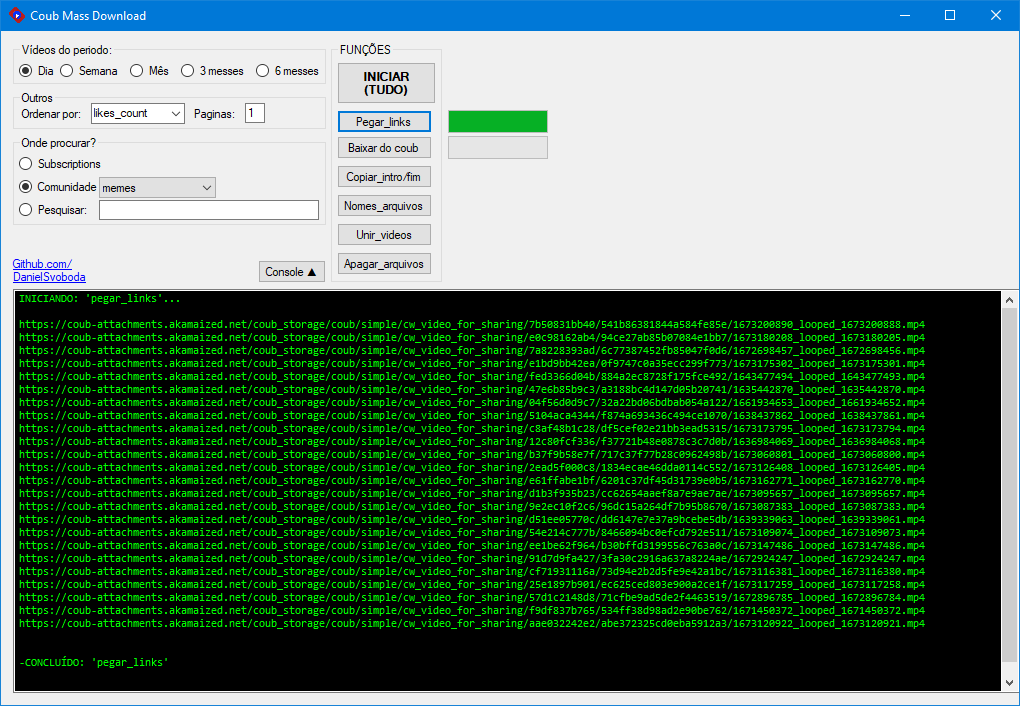 Coub Mass Download
Vídeos do periodo:
Dia Semana Mês 3 messes 6 messes
Outros
Ordenar por: likes_count Paginas: 1
Onde procurar?
Subscriptions
Comunidade memes
Pesquisar:
Github.com/
DanielSvoboda
Console ▲
FUNÇÕES
INICIAR
(TUDO)
Pegar_links
Baixar do coub
Copiar_intro/fim
Nomes_arquivos
Unir_videos
Apagar_arquivos
INICIANDO: 'pegar_links'...
https://coub-attachments.akamaized.net/coub_storage/coub/simple/cw_video_for_sharing/7b50831bb40/541b86381844a584fe85e/1673200890_looped_1673200888.mp4
https://coub-attachments.akamaized.net/coub_storage/coub/simple/cw_video_for_sharing/e0c98162ab4/94ce27ab85b07084e1bb7/1673180208_looped_1673180205.mp4
https://coub-attachments.akamaized.net/coub_storage/coub/simple/cw_video_for_sharing/7a8228393ad/6c77387452fb85047f0d6/1672698457_looped_1672698456.mp4
https://coub-attachments.akamaized.net/coub_storage/coub/simple/cw_video_for_sharing/e1bd9bb42ea/0f9747c0a35ecc299f773/1673175302_looped_1673175301.mp4
https://coub-attachments.akamaized.net/coub_storage/coub/simple/cw_video_for_sharing/fed3366d04b/884a2ec8728f175fce492/1643477494_looped_1643477493.mp4
https://coub-attachments.akamaized.net/coub_storage/coub/simple/cw_video_for_sharing/47e6b85b9c3/a3188bc4d147d05b20741/1635442870_looped_1635442870.mp4
https://coub-attachments.akamaized.net/coub_storage/coub/simple/cw_video_for_sharing/04f56d0d9c7/32a22bd06bdbab054a122/1661934653_looped_1661934652.mp4
https://coub-attachments.akamaized.net/coub_storage/coub/simple/cw_video_for_sharing/5104aca4344/f874a693436c494ce1070/1638437862_looped_1638437861.mp4
https://coub-attachments.akamaized.net/coub_storage/coub/simple/cw_video_for_sharing/c8af48b1c28/df5cef02e21bb3ead5315/1673173795_looped_1673173794.mp4
https://coub-attachments.akamaized.net/coub_storage/coub/simple/cw_video_for_sharing/12c80fcf336/f37721b48e0878c3c7d0b/1636984069_looped_1636984068.mp4
https://coub-attachments.akamaized.net/coub_storage/coub/simple/cw_video_for_sharing/b37f9b58e7f/717c37f77b28c0962498b/1673060801_looped_1673060800.mp4
https://coub-attachments.akamaized.net/coub_storage/coub/simple/cw_video_for_sharing/2ead5f000c8/1834ecae46dda0114c552/1673126408_looped_1673126405.mp4
https://coub-attachments.akamaized.net/coub_storage/coub/simple/cw_video_for_sharing/e61ffabe1bf/6201c37df45d31739e0b5/1673162771_looped_1673162770.mp4
https://coub-attachments.akamaized.net/coub_storage/coub/simple/cw_video_for_sharing/d1b3f935b23/cc62654aaef8a7e9ae7ae/1673095657_looped_1673095657.mp4
https://coub-attachments.akamaized.net/coub_storage/coub/simple/cw_video_for_sharing/9e2ec10f2c6/96dc15a264df7b95b8670/1673087383_looped_1673087383.mp4
https://coub-attachments.akamaized.net/coub_storage/coub/simple/cw_video_for_sharing/d51ee05770c/dd6147e7e37a9bcebe5db/1639339063_looped_1639339061.mp4
https://coub-attachments.akamaized.net/coub_storage/coub/simple/cw_video_for_sharing/54e214c777b/8466094bc0efcd792e511/1673109074_looped_1673109073.mp4
https://coub-attachments.akamaized.net/coub_storage/coub/simple/cw_video_for_sharing/ee1be62f964/b30bffd3199556c763a0c/1673147486_looped_1673147486.mp4
https://coub-attachments.akamaized.net/coub_storage/coub/simple/cw_video_for_sharing/91d7d9fa427/3fa30c2916a637a8224ae/1672924247_looped_1672924247.mp4
https://coub-attachments.akamaized.net/coub_storage/coub/simple/cw_video_for_sharing/cf71931116a/73d94e2b2d5fe9e42a1bc/1673116381_looped_1673116380.mp4
https://coub-attachments.akamaized.net/coub_storage/coub/simple/cw_video_for_sharing/25e1897b901/ec625ced803e900a2ce1f/1673117259_looped_1673117258.mp4
https://coub-attachments.akamaized.net/coub_storage/coub/simple/cw_video_for_sharing/57d1c2148d8/71cfbe9ad5de2f4463519/1672896785_looped_1672896784.mp4
https://coub-attachments.akamaized.net/coub_storage/coub/simple/cw_video_for_sharing/f9df837b765/534ff38d98ad2e90be762/1671450372_looped_1671450372.mp4
https://coub-attachments.akamaized.net/coub_storage/coub/simple/cw_video_for_sharing/aae032242e2/abe372325cd0eba5912a3/1673120922_looped_1673120921.mp4
-CONCLUÍDO: 'pegar_links'